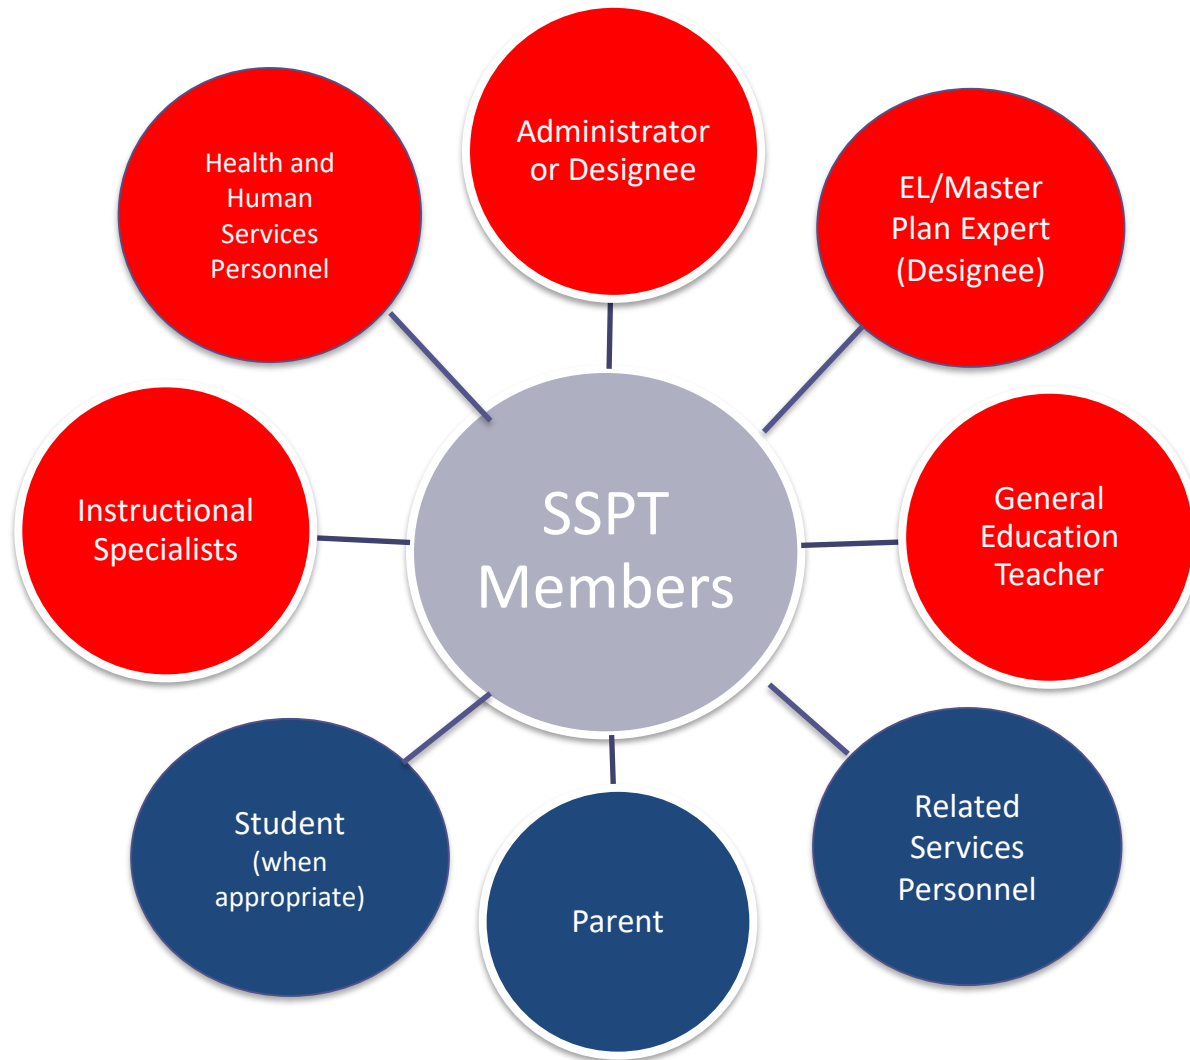 Administrator
or Designee
Health and
Human
Services
Personnel
EL/Master
Plan Expert
(Designee)
Instructional
Specialists
SSPT
Members
General
Education
Teacher
Student
(when
appropriate)
Parent
Related
Services
Personnel